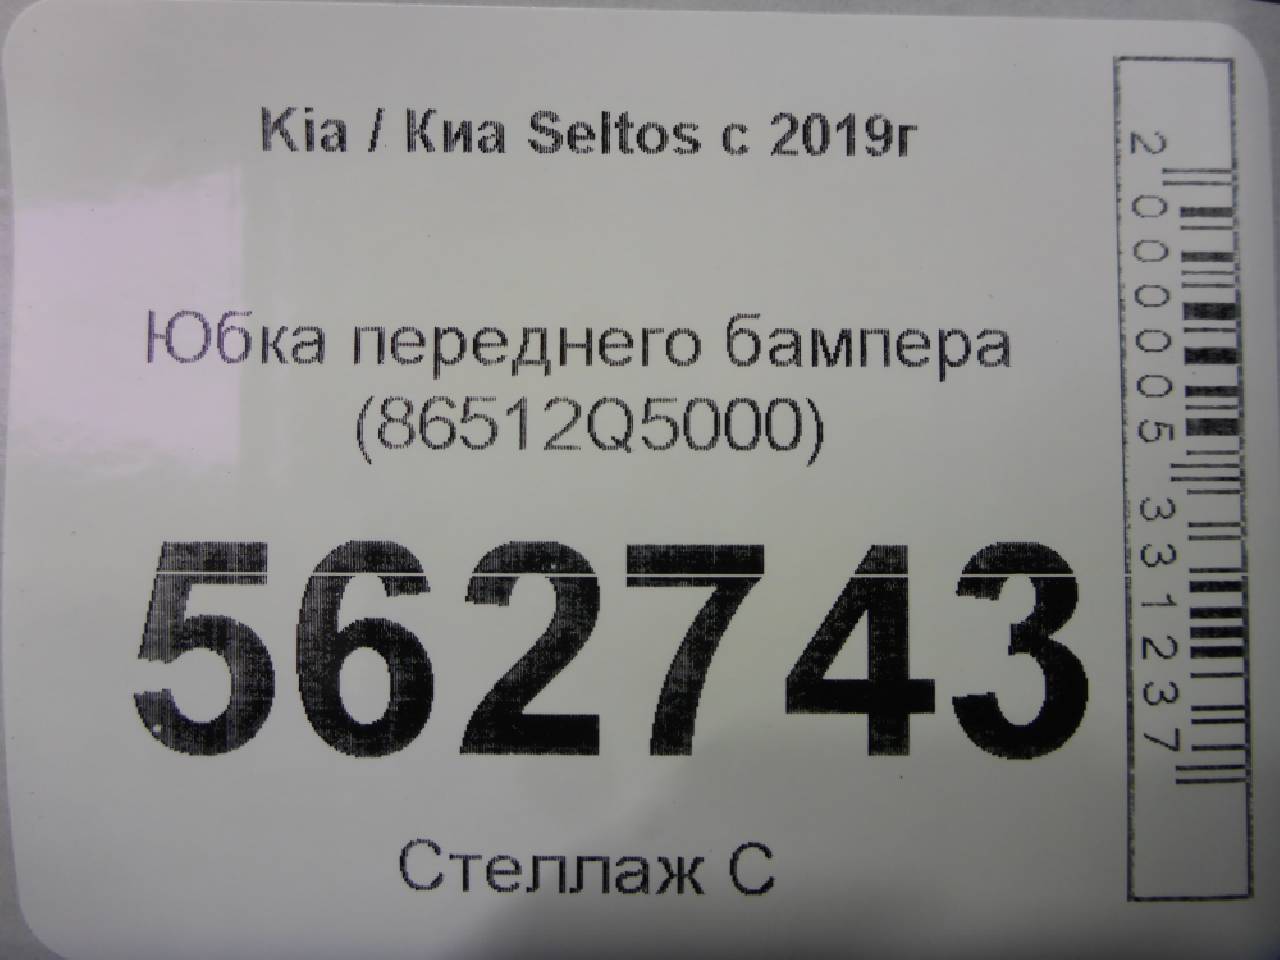 Kia / Киа Seltos с 2019г
Юбка переднего бампера
(86512Q5000)
562743
Стеллаж С
2000005331237